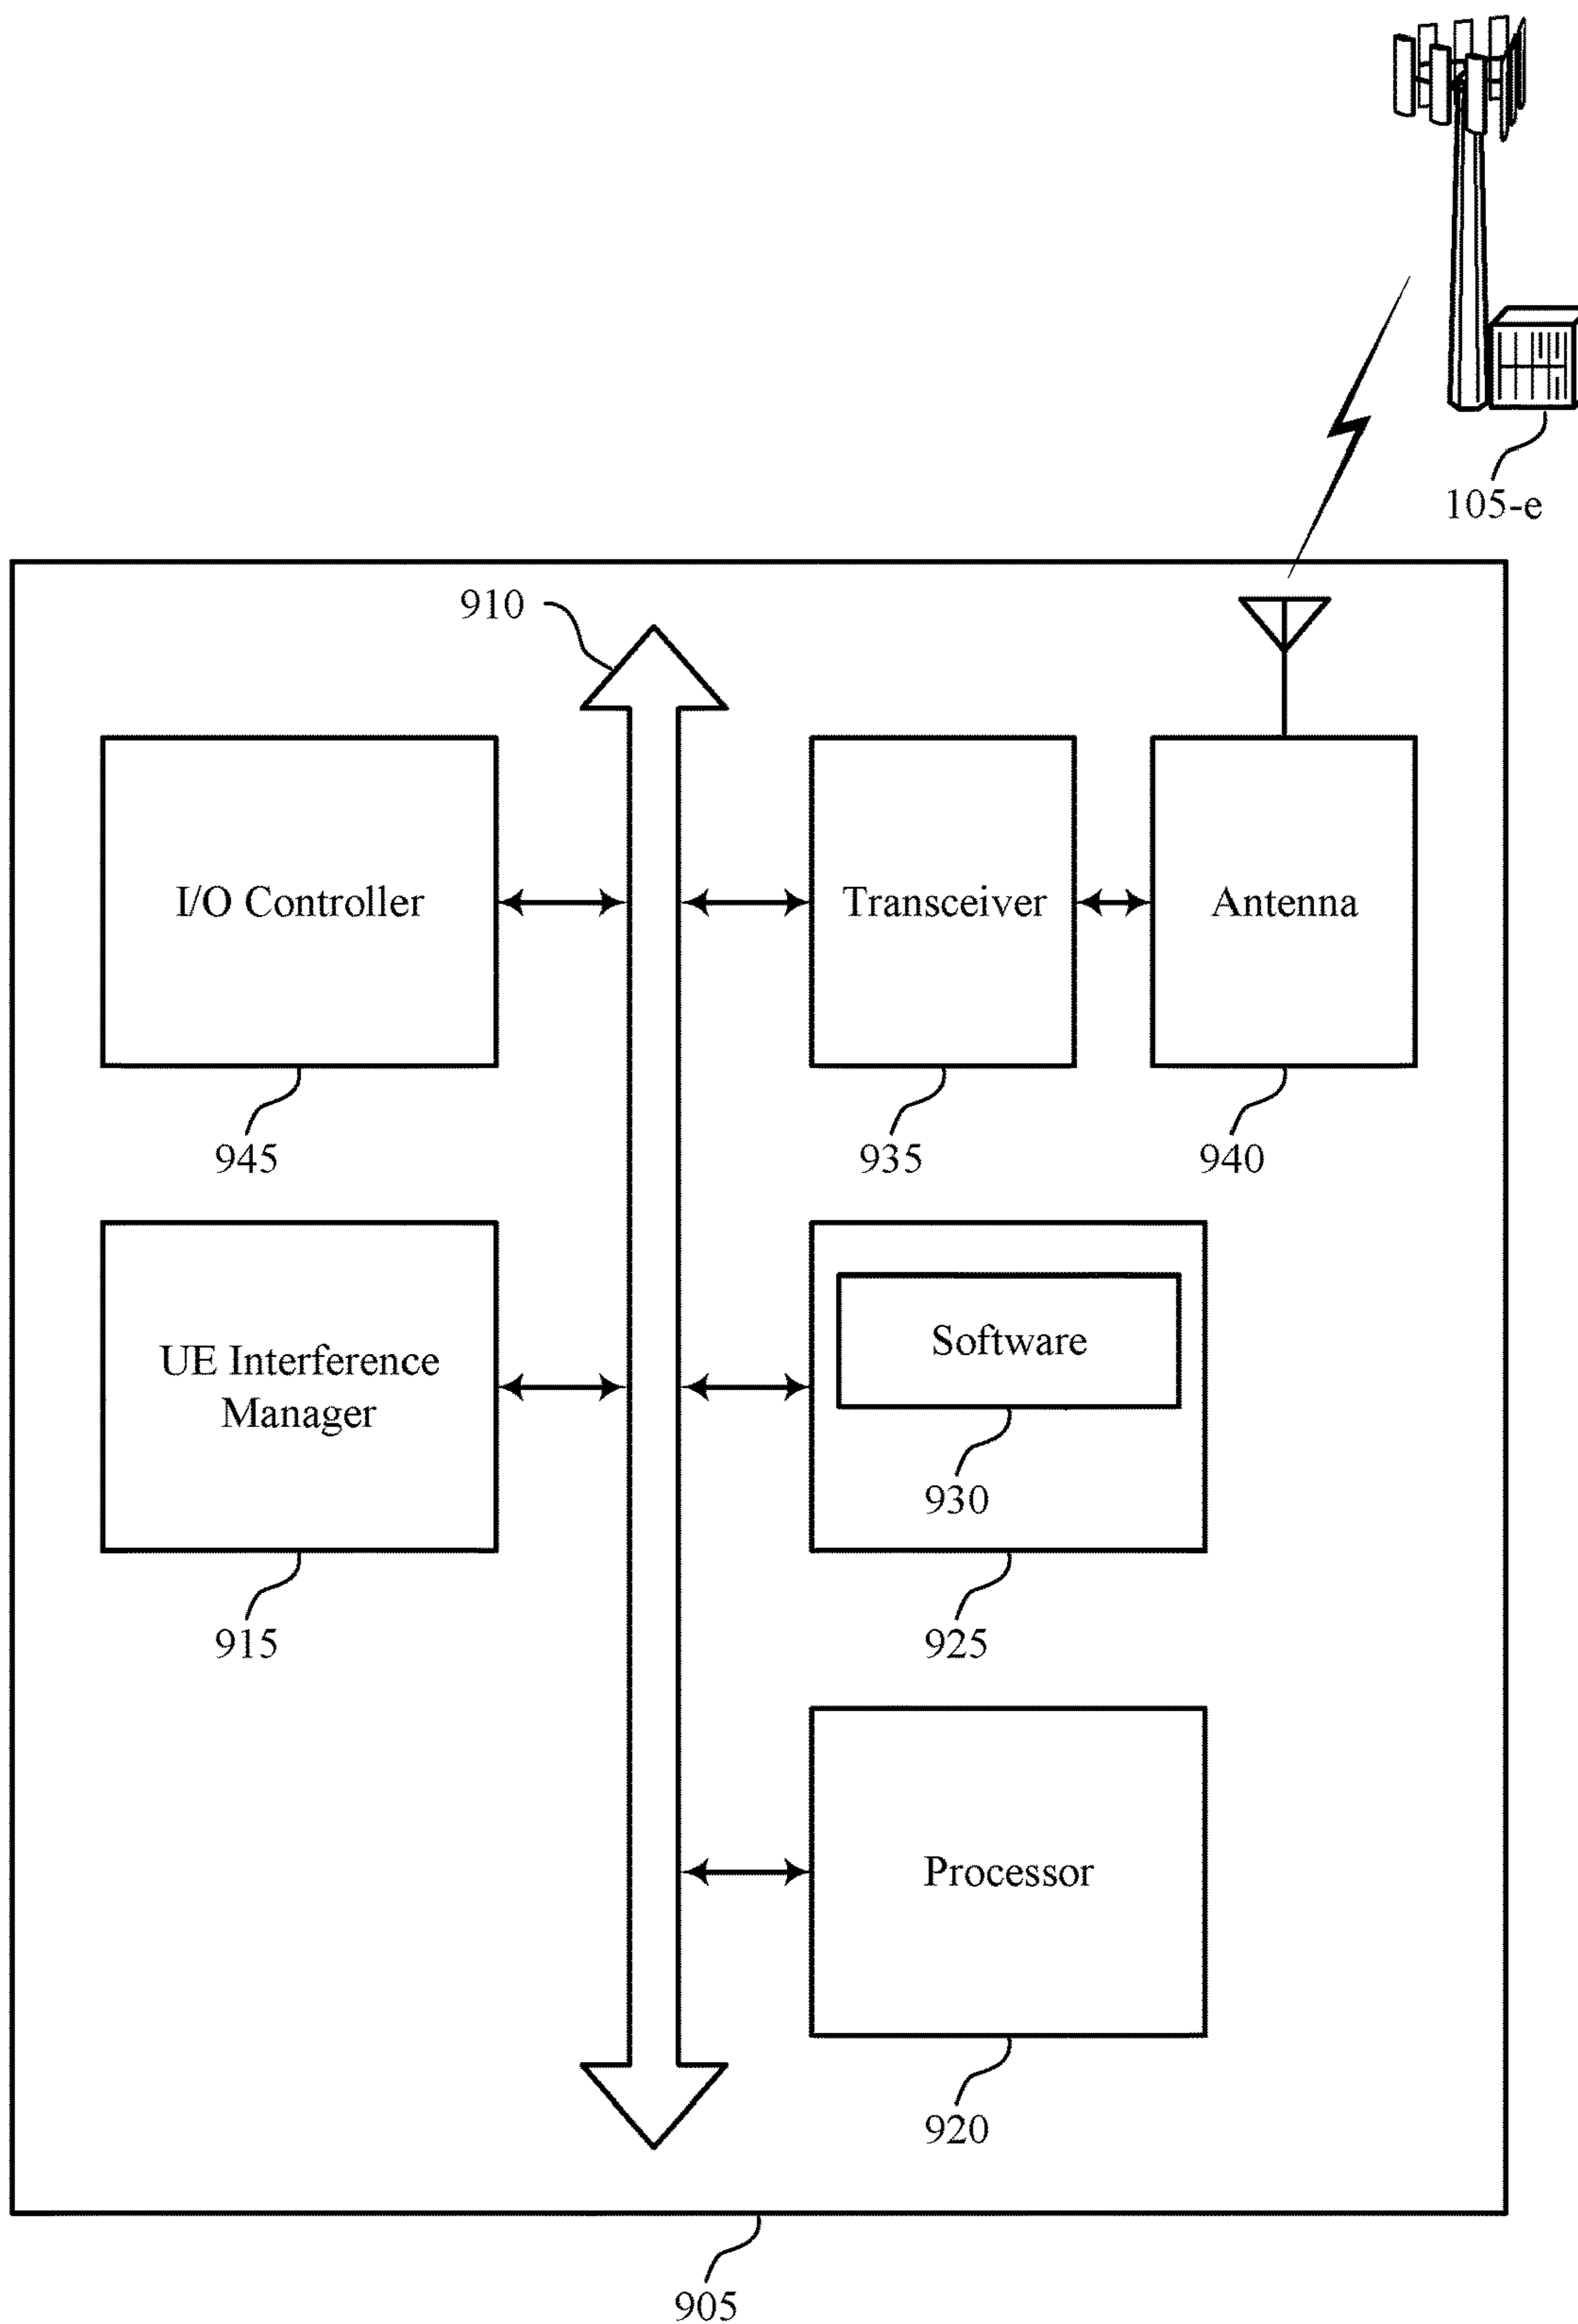 105-e
910
I/O Controller
Transceiver
Antenna
945
935
940
UE Interference
Manager
Software
930
915
925
Processor
920
905